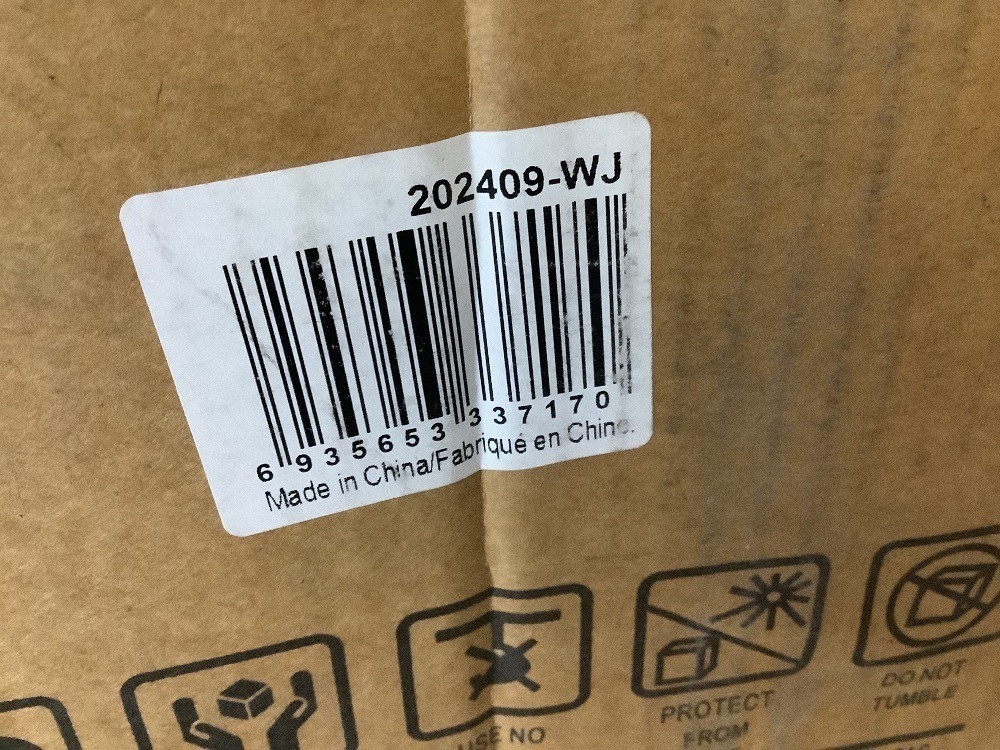 202409-WJ
6 935653 337170
Made in China/Fabriqué en Chine.
USE NO
PROTECT
FROM
DO NOT
TUMBLE